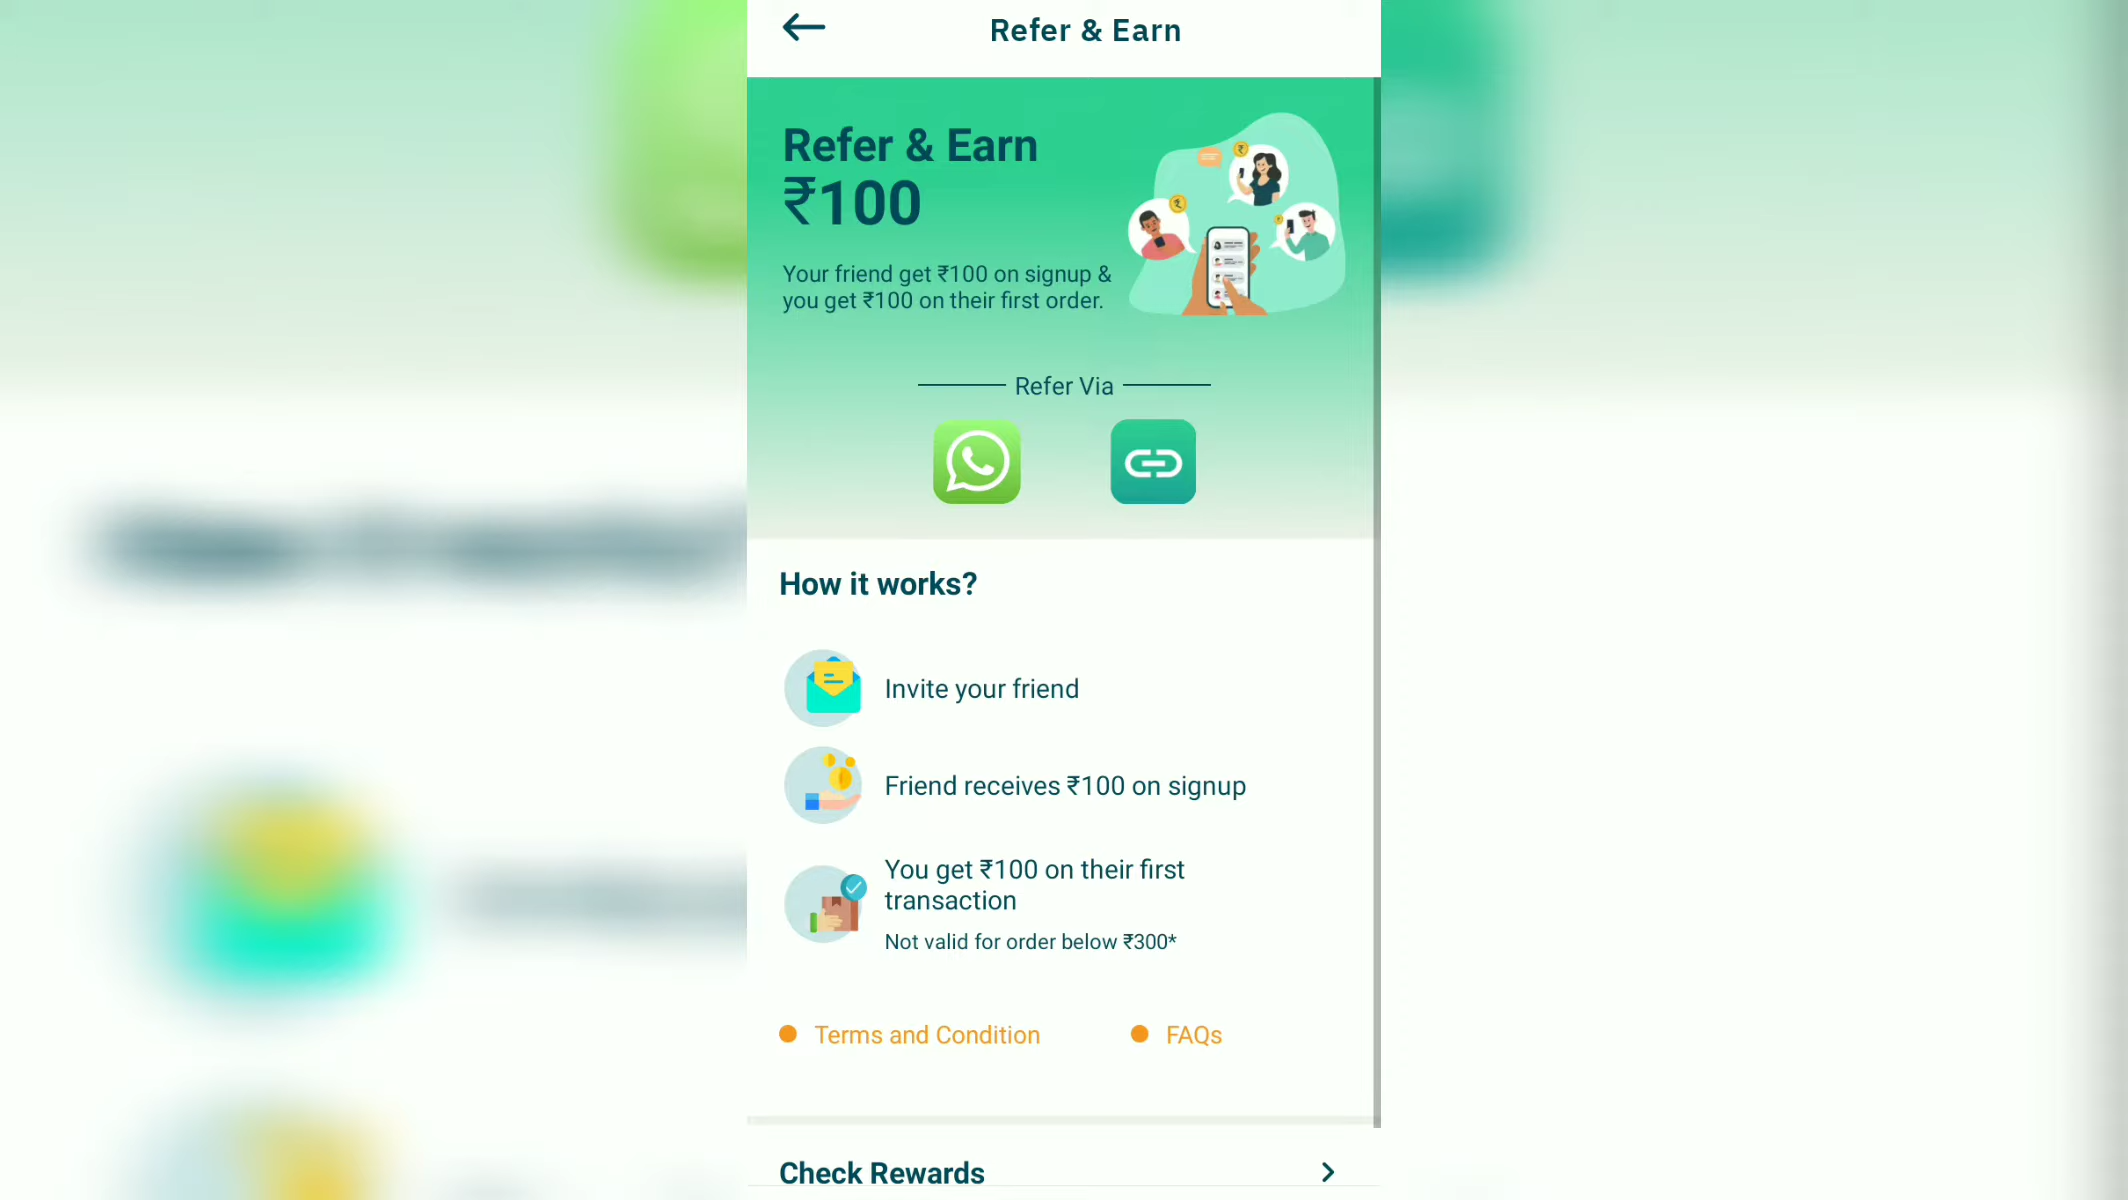 Refer & Earn
Refer & Earn
₹100
Your friend get ₹100 on signup &
you get ₹100 on their first order.
Refer Via
How it works?
Invite your friend
Friend receives ₹100 on signup
You get ₹100 on their first
transaction
Not valid for order below ₹300*
Terms and Condition
FAQs
Check Rewards